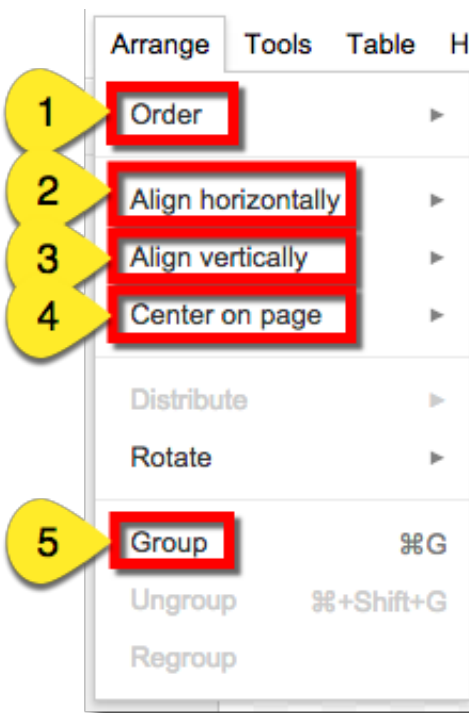 Arrange Tools Table H
1 Order ►
2 Align horizontally ►
3 Align vertically ►
4 Center on page ►
Distribute ►
Rotate ►
5 Group ⌘G
Ungroup ⌘+Shift+G
Regroup